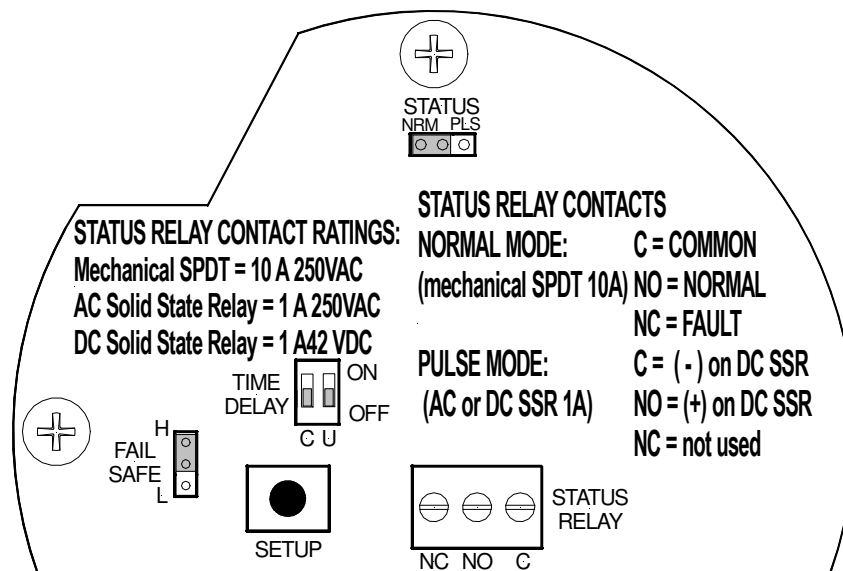 STATUS
NRM PLS
STATUS RELAY CONTACT RATINGS:
Mechanical SPDT = 10 A 250VAC
AC Solid State Relay = 1 A 250VAC
DC Solid State Relay = 1 A42 VDC
STATUS RELAY CONTACTS
NORMAL MODE: C = COMMON
(mechanical SPDT 10A) NO = NORMAL
NC = FAULT
PULSE MODE: C = ( - ) on DC SSR
(AC or DC SSR 1A) NO = (+) on DC SSR
NC = not used
TIME
DELAY
ON
OFF
C U
H
FAIL
SAFE
L
SETUP
STATUS
RELAY
NC NO C